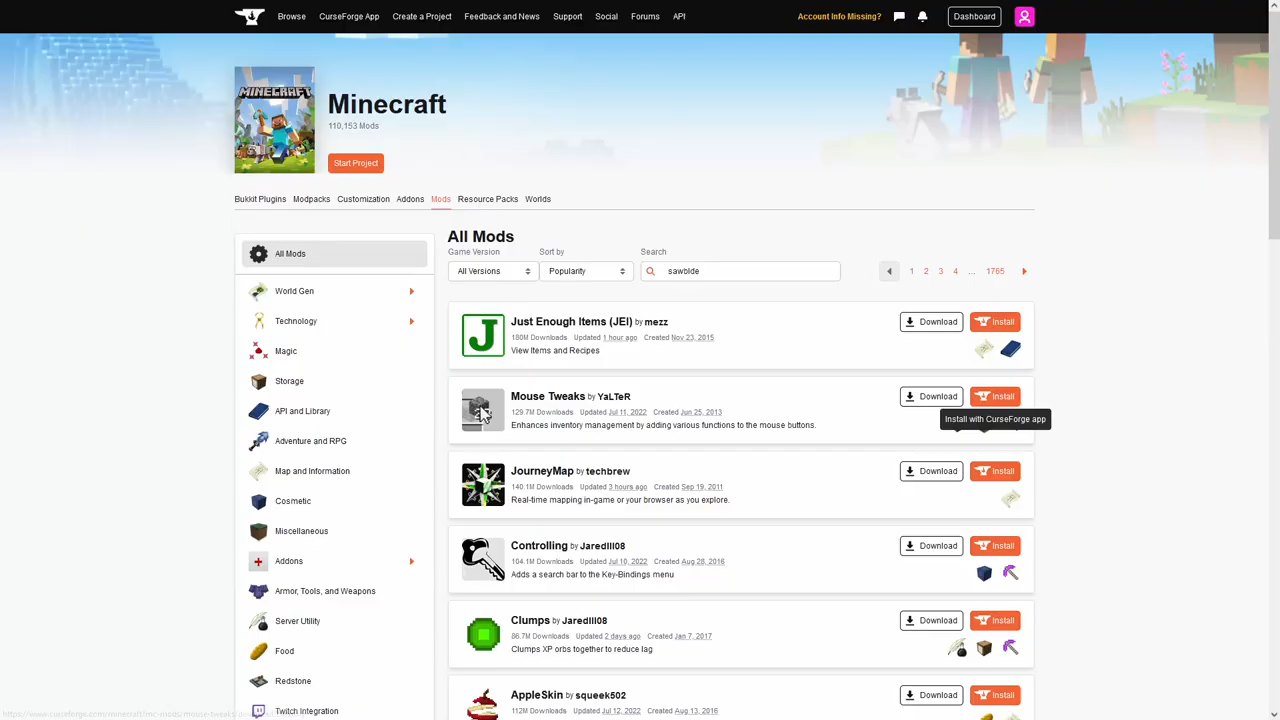 Browse CurseForge App Create a Project Feedback and News Support Social Forums API Account Info Missing? Dashboard
MINECRAFT
Minecraft
110,153 Mods
Start Project
Bukkit Plugins Modpacks Customization Addons Mods Resource Packs Worlds
All Mods
World Gen
Technology
Magic
Storage
API and Library
Adventure and RPG
Map and Information
Cosmetic
Miscellaneous
Addons
Armor, Tools, and Weapons
Server Utility
Food
Redstone
Twitch Integration
All Mods
Game Version Sort by Search
All Versions Popularity sawblde 1 2 3 4 ... 1765
Just Enough Items (JEI) by mezz Download Install
180M Downloads Updated 1 hour ago Created Nov 23, 2015
View Items and Recipes
Mouse Tweaks by YaLTeR Download Install
129.7M Downloads Updated Jul 11, 2022 Created Jun 25, 2013
Install with CurseForge app
Enhances inventory management by adding various functions to the mouse buttons.
JourneyMap by techbrew Download Install
140.1M Downloads Updated 3 hours ago Created Sep 19, 2011
Real-time mapping in-game or your browser as you explore.
Controlling by Jaredlll08 Download Install
104.1M Downloads Updated Jul 10, 2022 Created Aug 28, 2016
Adds a search bar to the Key-Bindings menu
Clumps by Jaredlll08 Download Install
86.7M Downloads Updated 2 days ago Created Jan 7, 2017
Clumps XP orbs together to reduce lag
AppleSkin by squeek502 Download Install
112M Downloads Updated Jul 12, 2022 Created Aug 13, 2016